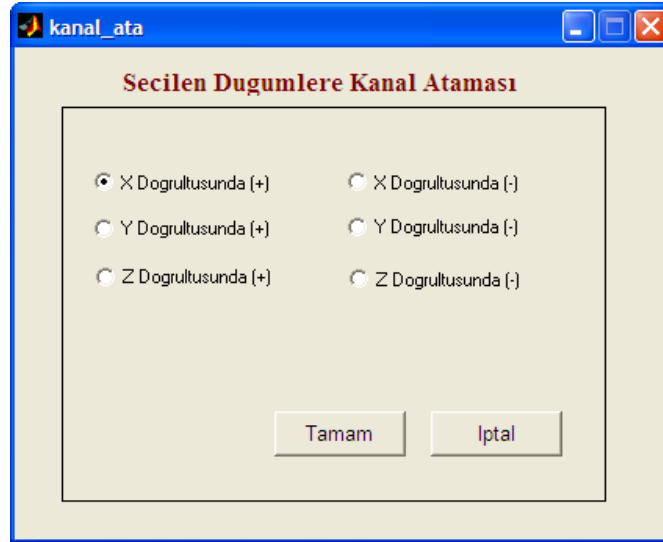 kanal_ata
Secilen Dugumlere Kanal Ataması
X Dogrultusunda (+) X Dogrultusunda (-)
Y Dogrultusunda (+) Y Dogrultusunda (-)
Z Dogrultusunda (+) Z Dogrultusunda (-)
Tamam Iptal